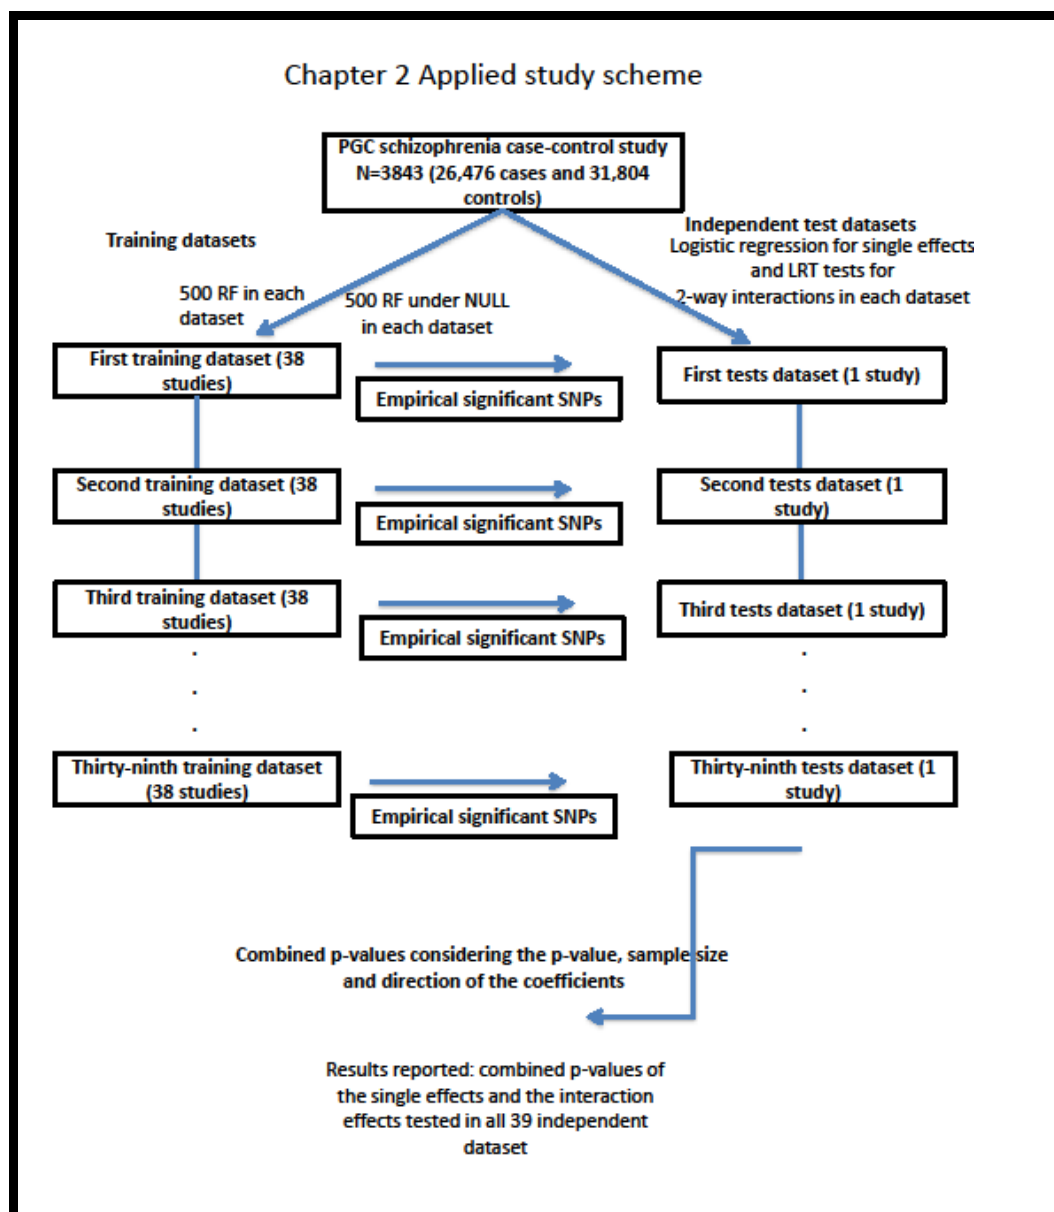 Chapter 2 Applied study scheme
PGC schizophrenia case-control study
N=3843 (26,476 cases and 31,804
controls)
Training datasets
Independent test datasets
Logistic regression for single effects
and LRT tests for
2-way interactions in each dataset
500 RF in each
dataset
500 RF under NULL
in each dataset
First training dataset (38
studies)
Empirical significant SNPs
First tests dataset (1 study)
Second training dataset (38
studies)
Empirical significant SNPs
Second tests dataset (1
study)
Third training dataset (38
studies)
Empirical significant SNPs
Third tests dataset (1 study)
.
.
.
.
.
.
Thirty-ninth training dataset
(38 studies)
Empirical significant SNPs
Thirty-ninth tests dataset (1
study)
Combined p-values considering the p-value, sample size
and direction of the coefficients
Results reported: combined p-values of
the single effects and the interaction
effects tested in all 39 independent
dataset